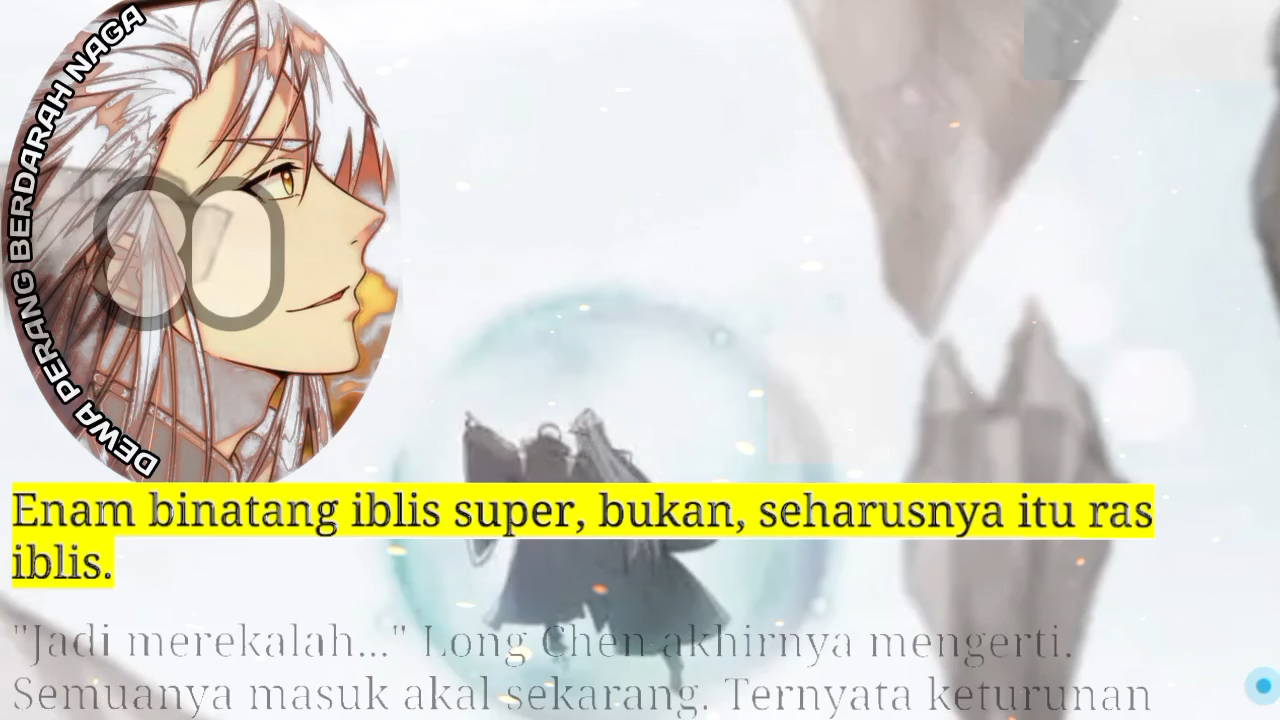 DEWA PERANG BERDARAH NAGA
Enam binatang iblis super, bukan, seharusnya itu ras
iblis.
"Jadi merekalah..." Long Chen akhirnya mengerti.
Semuanya masuk akal sekarang. Ternyata keturunan